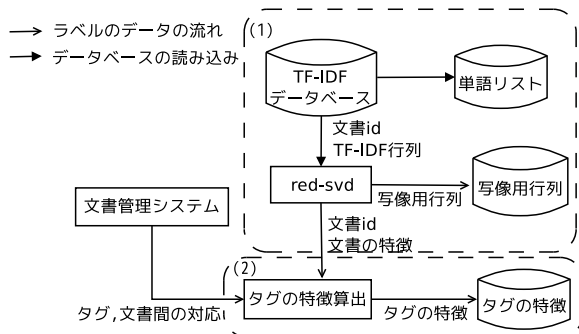 ラベルのデータの流れ
データベースの読み込み
(1)
TF-IDF
データベース
単語リスト
文書id
TF-IDF行列
red-svd
写像用行列
写像用行列
文書管理システム
文書id
文書の特徴
(2)
タグの特徴算出
タグ,文書間の対応
タグの特徴
タグの特徴